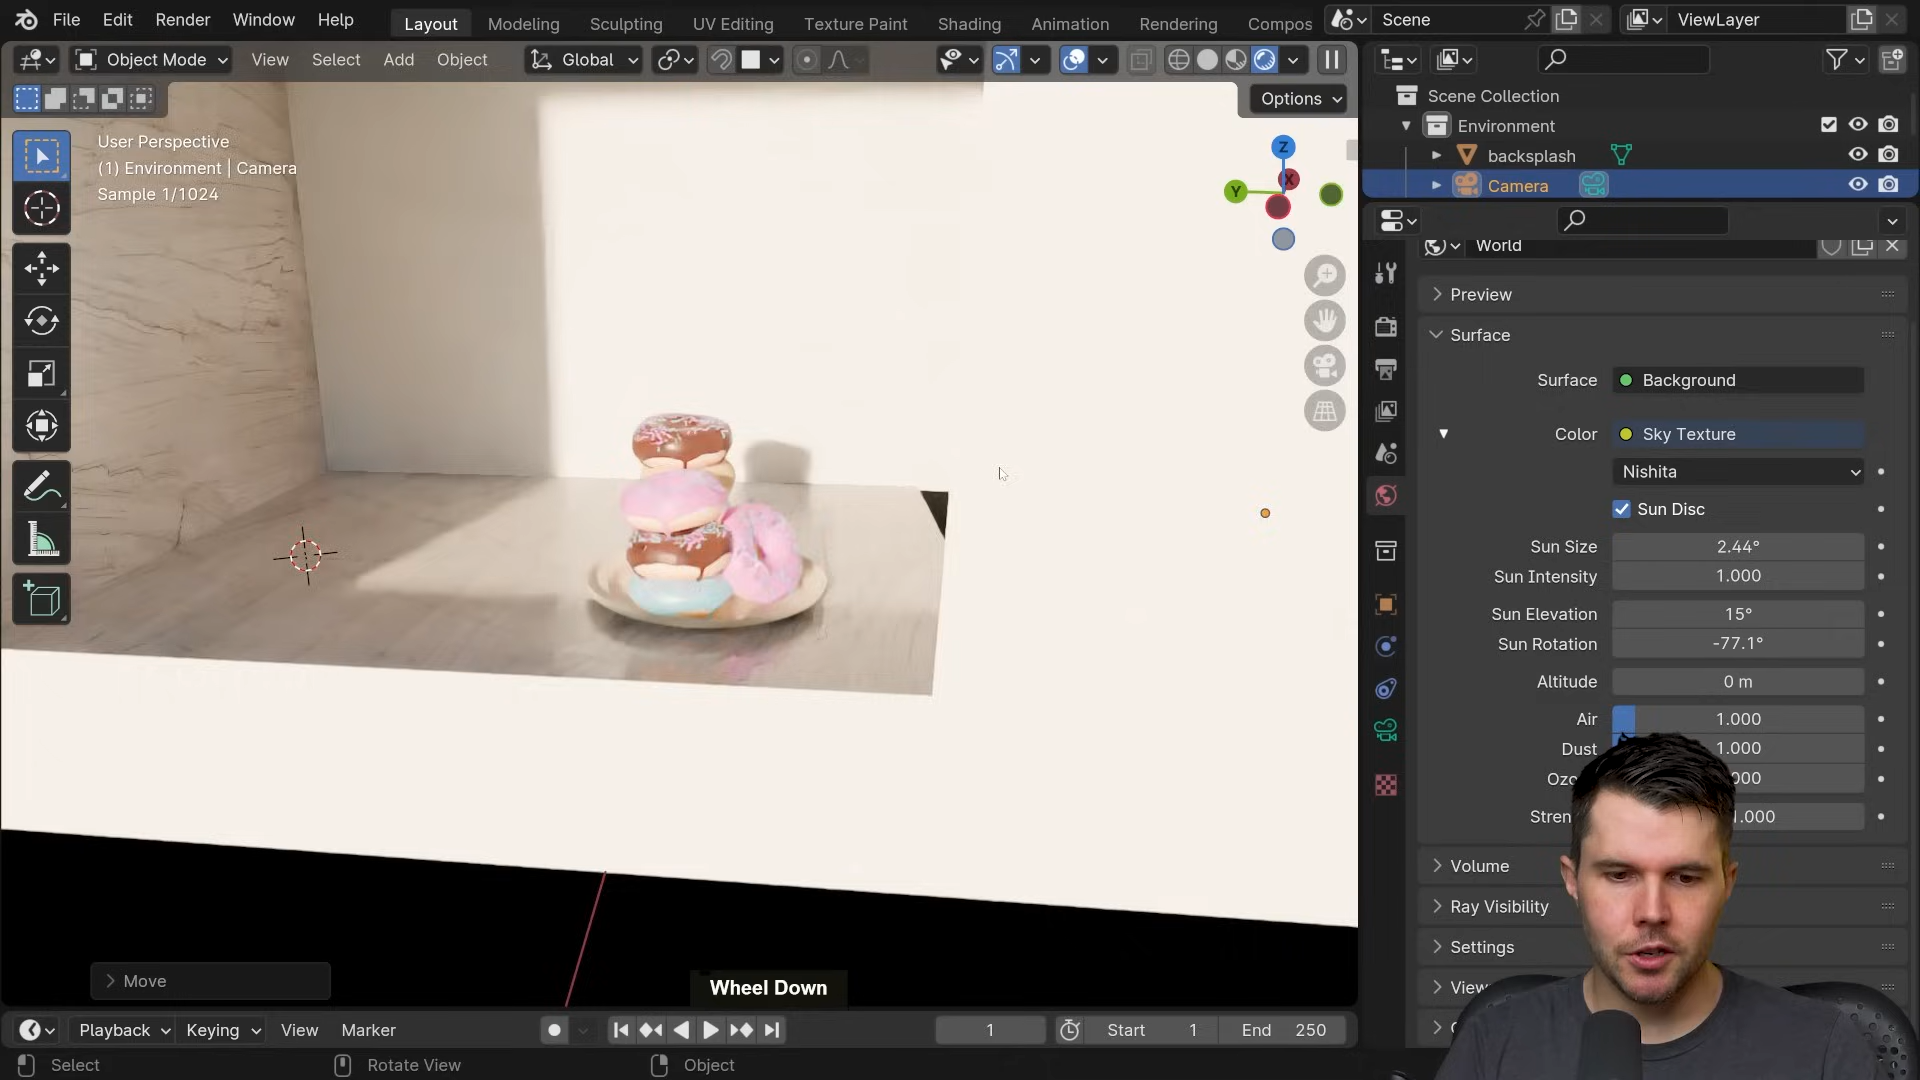 File Edit Render Window Help
Layout Modeling Sculpting UV Editing Texture Paint Shading Animation Rendering Compos
Scene
ViewLayer
Object Mode
View Select Add Object
Global
Options
User Perspective
(1) Environment | Camera
Sample 1/1024
Z
X
Y
Scene Collection
Environment
backsplash
Camera
World
Preview
Surface
Surface Background
Color Sky Texture
Nishita
Sun Disc
Sun Size 2.44°
Sun Intensity 1.000
Sun Elevation 15°
Sun Rotation -77.1°
Altitude 0 m
Air 1.000
Dust 1.000
Volume
Ray Visibility
Settings
Move
Wheel Down
Playback Keying View Marker
1
Start 1
End 250
Select
Rotate View
Object